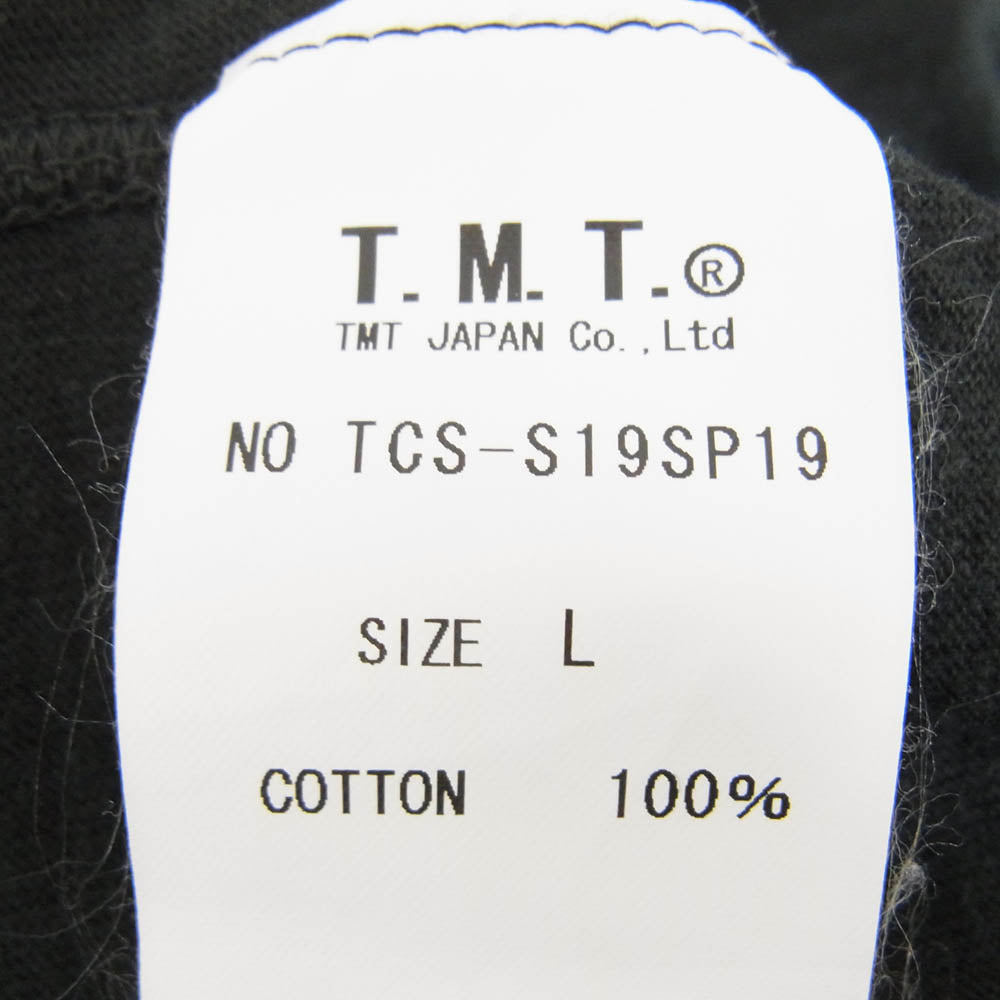 T.M.T.®
TMT JAPAN Co.,Ltd
NO TCS-S19SP19
SIZE L
COTTON 100%